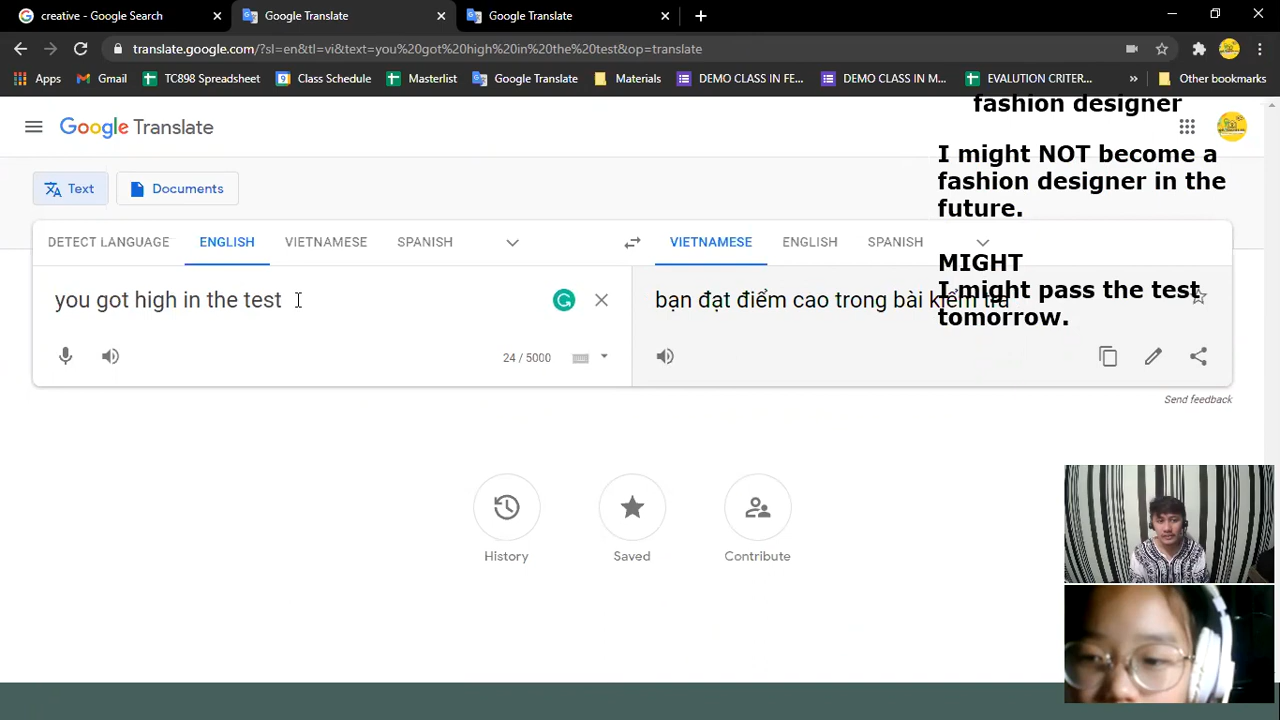 creative - Google Search
Google Translate
Google Translate
translate.google.com/?sl=en&tl=vi&text=you%20got%20high%20in%20the%20test&op=translate
Apps
Gmail
TC898 Spreadsheet
Class Schedule
Masterlist
Google Translate
Materials
DEMO CLASS IN FE...
DEMO CLASS IN M...
EVALUTION CRITER...
Other bookmarks
fashion designer
Google Translate
I might NOT become a
fashion designer in the
future.
Text
Documents
DETECT LANGUAGE
ENGLISH
VIETNAMESE
SPANISH
VIETNAMESE
ENGLISH
SPANISH
MIGHT
I might pass the test
tomorrow.
you got high in the test
bạn đạt điểm cao trong bài kiểm tra
24 / 5000
Send feedback
History
Saved
Contribute